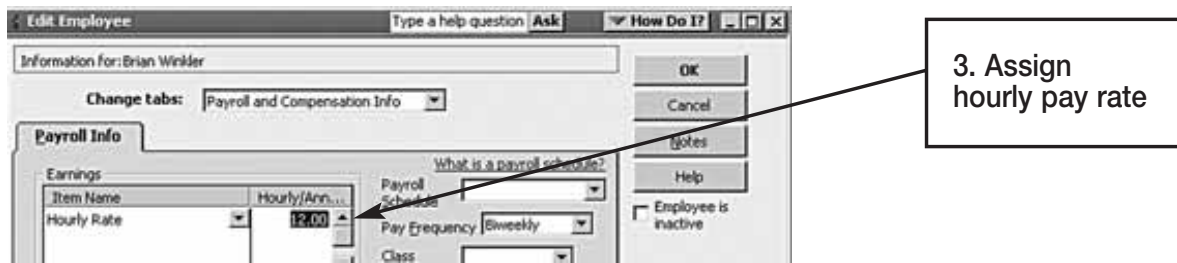 Edit Employee Type a help question Ask How Do I?
Information for: Brian Winkler
OK
Change tabs: Payroll and Compensation Info
Cancel
Payroll Info
Notes
What is a payroll schedule?
Earnings
Help
Item Name Hourly/Ann...
Payroll Schedule
Hourly Rate 12.00
Employee is inactive
Pay Frequency Biweekly
Class
3. Assign
hourly pay rate